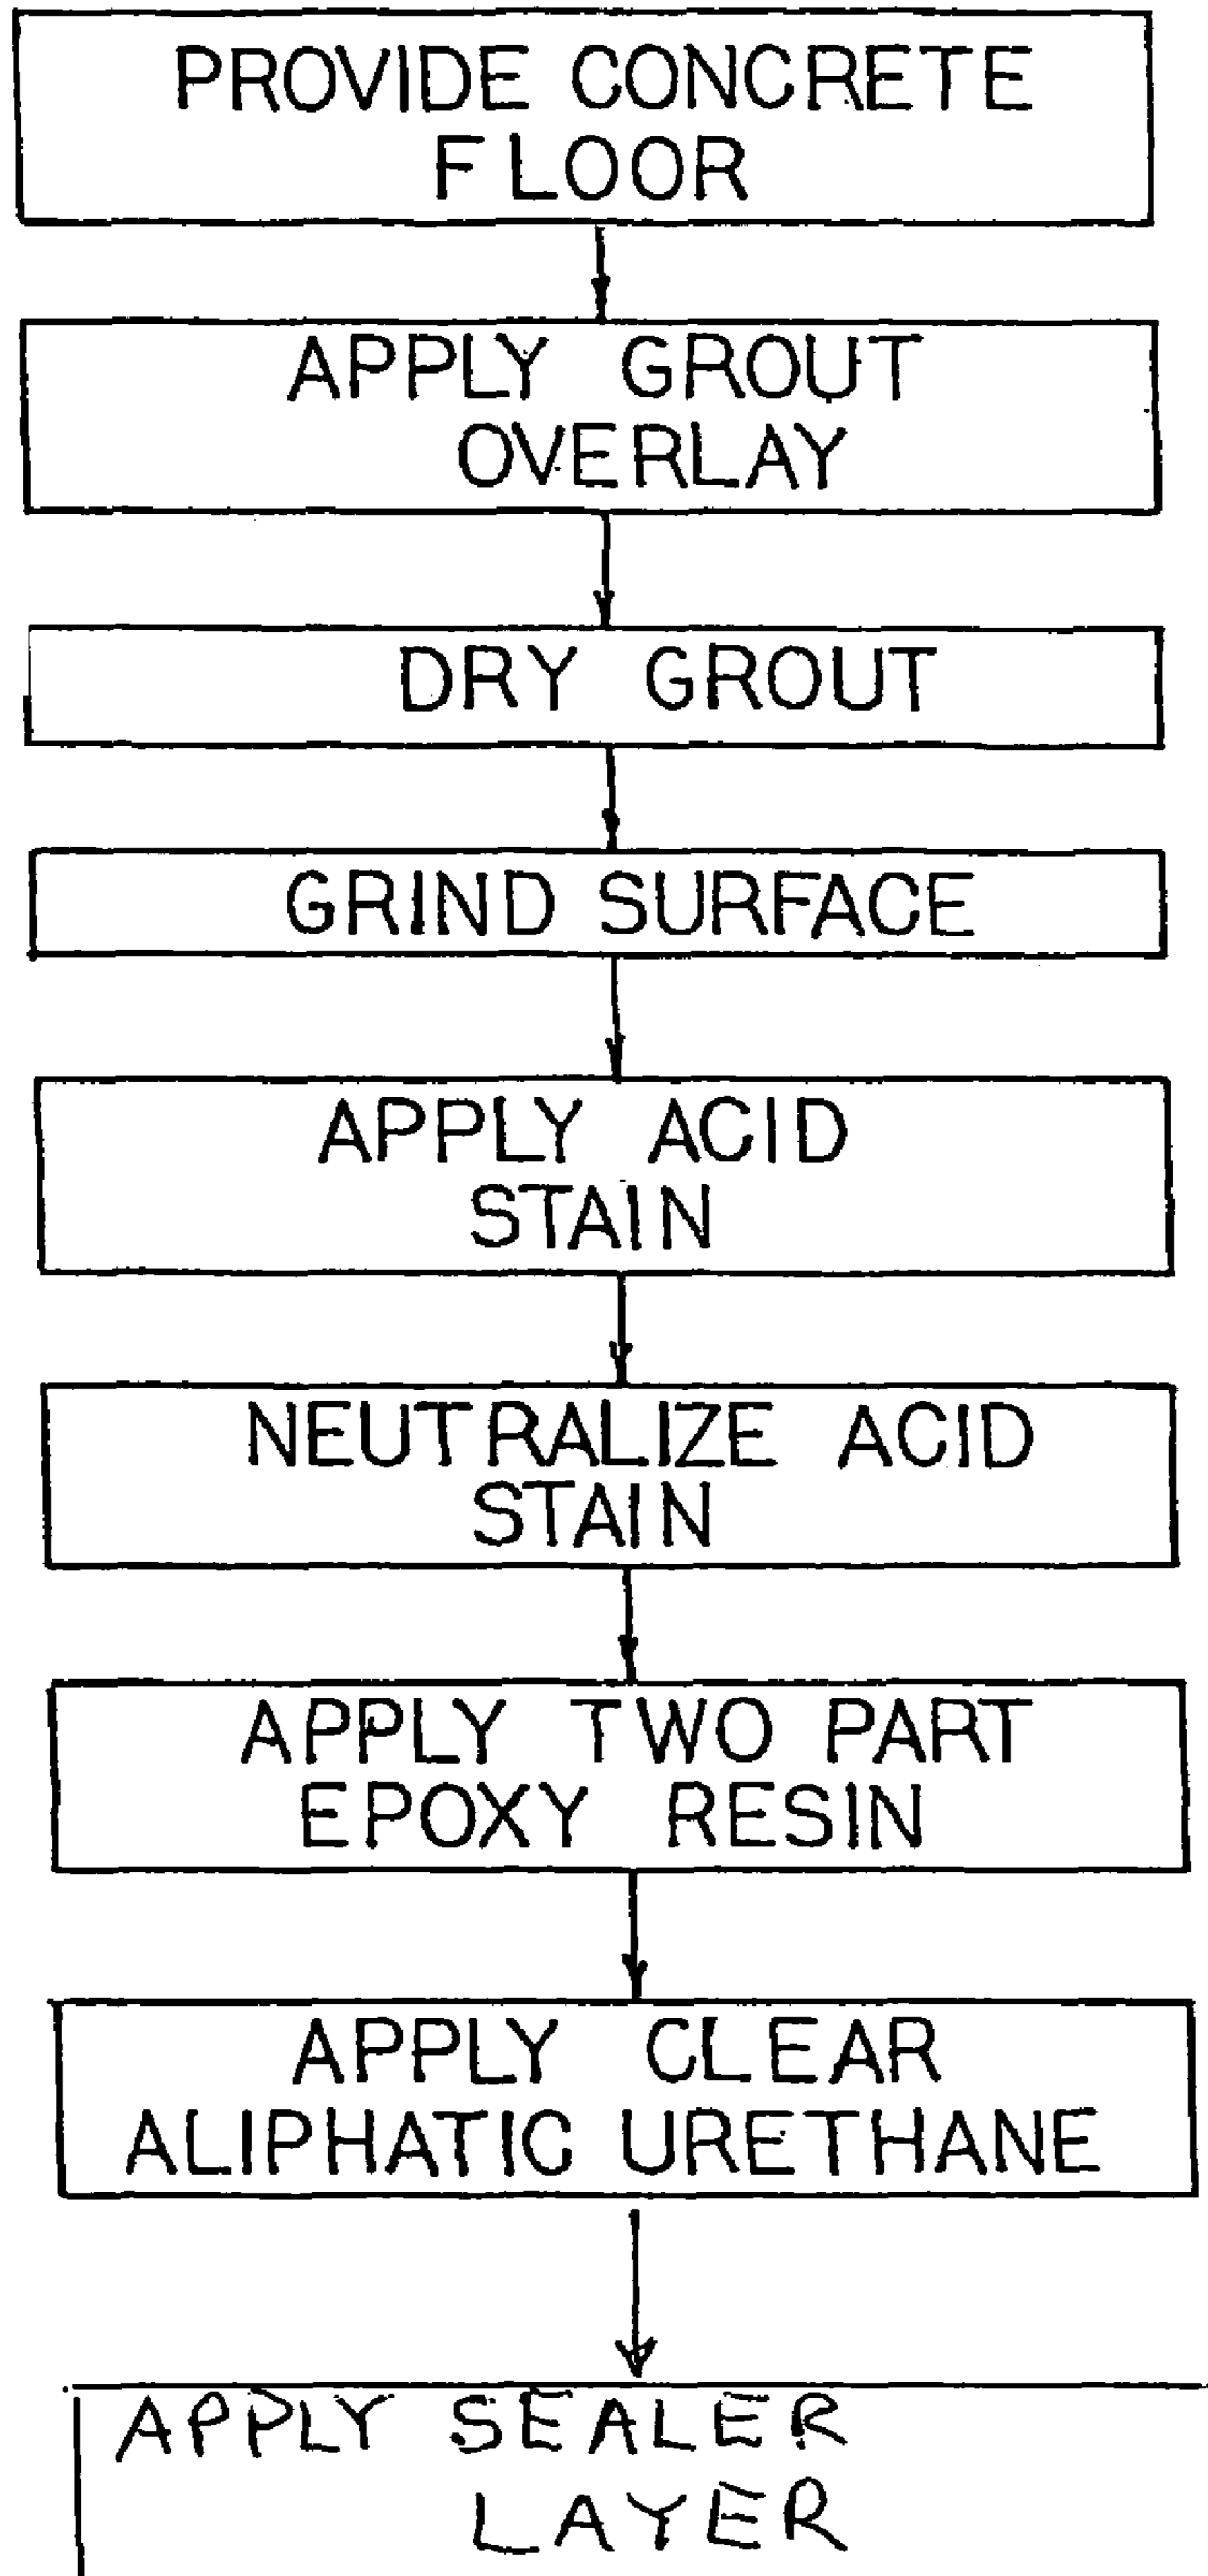 PROVIDE CONCRETE
FLOOR
APPLY GROUT
OVERLAY
DRY GROUT
GRIND SURFACE
APPLY ACID
STAIN
NEUTRALIZE ACID
STAIN
APPLY TWO PART
EPOXY RESIN
APPLY CLEAR
ALIPHATIC URETHANE
APPLY SEALER
LAYER